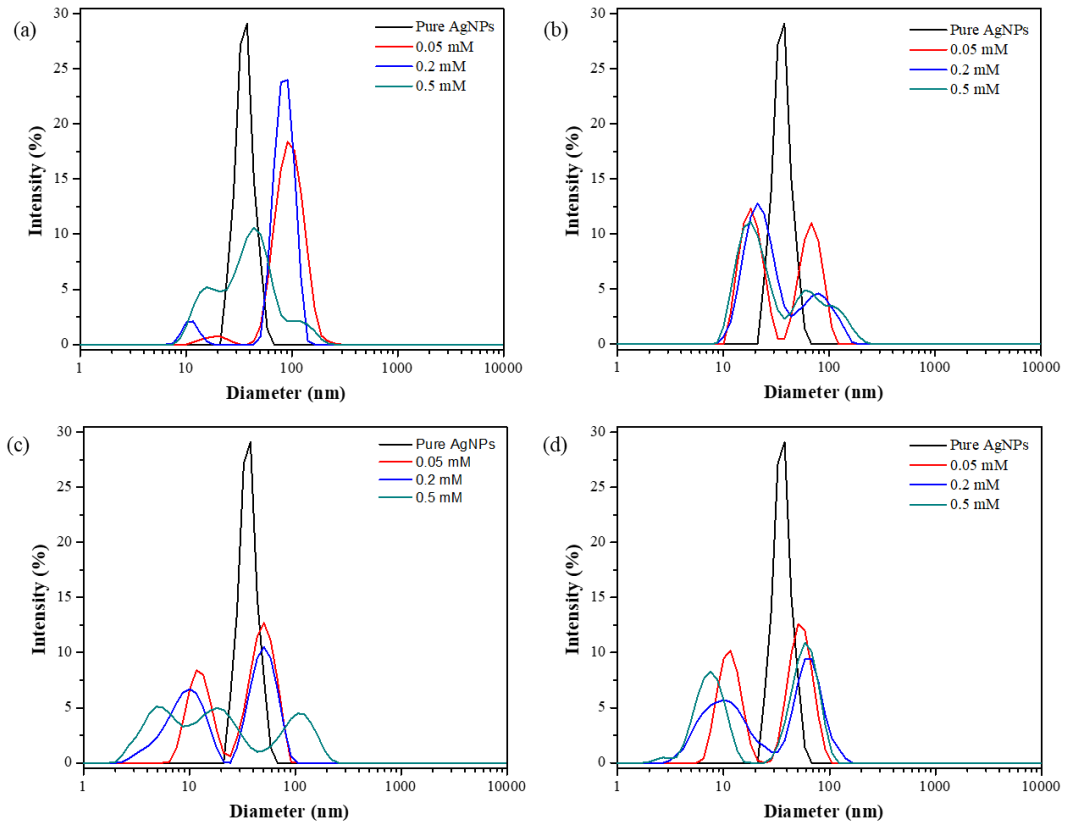 (a)
Intensity (%)
30
25
20
15
10
5
0
Pure AgNPs
0.05 mM
0.2 mM
0.5 mM
1 10 100 1000 10000
Diameter (nm)
(b)
Intensity (%)
30
25
20
15
10
5
0
Pure AgNPs
0.05 mM
0.2 mM
0.5 mM
1 10 100 1000 10000
Diameter (nm)
(c)
Intensity (%)
30
25
20
15
10
5
0
Pure AgNPs
0.05 mM
0.2 mM
0.5 mM
1 10 100 1000 10000
Diameter (nm)
(d)
Intensity (%)
30
25
20
15
10
5
0
Pure AgNPs
0.05 mM
0.2 mM
0.5 mM
1 10 100 1000 10000
Diameter (nm)